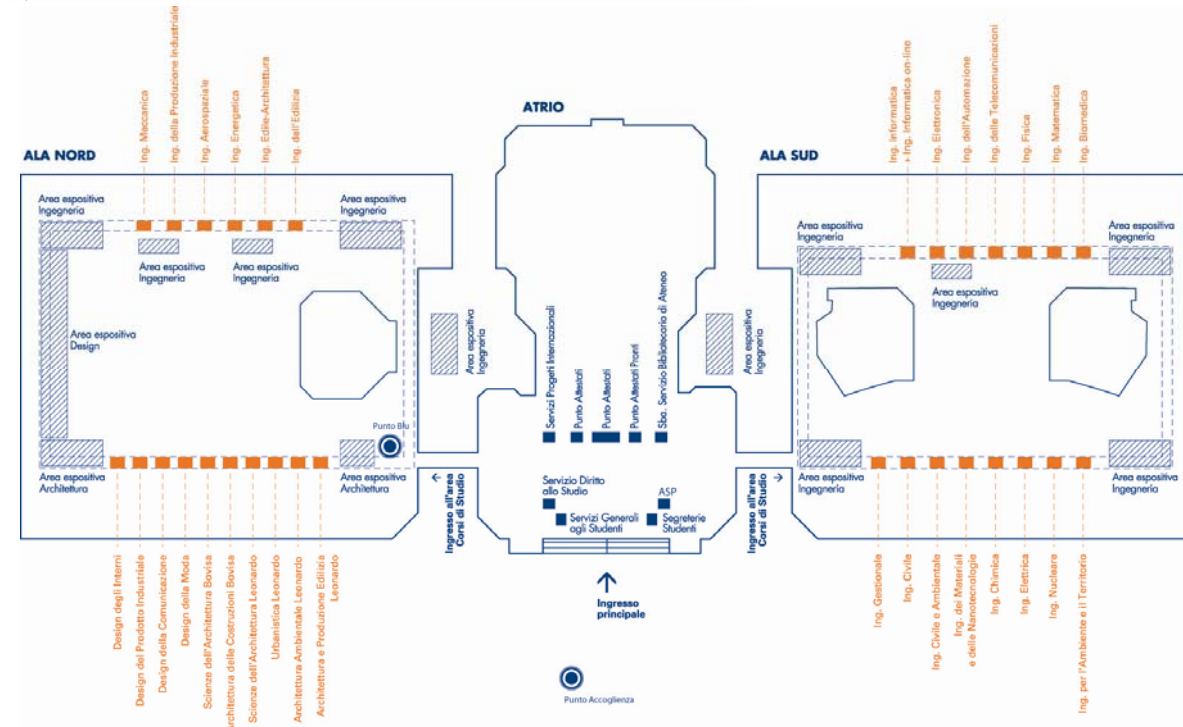 Ing. Meccanica
Ing. della Produzione Industriale
Ing. Aerospaziale
Ing. Energetica
Ing. Edile-Architettura
Ing. dell'Edilizia
ATRIO
Ing. Informatica
+ Ing. Informatica on-line
Ing. Elettronica
Ing. dell'Automazione
Ing. delle Telecomunicazioni
Ing. Fisica
Ing. Matematica
Ing. Biomedica
ALA NORD
ALA SUD
Area espositiva
Ingegneria
Area espositiva
Ingegneria
Area espositiva
Ingegneria
Area espositiva
Ingegneria
Area espositiva
Design
Area espositiva
Ingegneria
Punto Blu
Area espositiva
Architettura
Area espositiva
Architettura
Servizi Progeti Internazionali
Punto Attestati
Punto Attestati
Punto Attestati Pronti
Sba. Servizio Bibliotecario di Ateneo
Area espositiva
Ingegneria
Area espositiva
Ingegneria
Area espositiva
Ingegneria
Area espositiva
Ingegneria
Area espositiva
Ingegneria
Area espositiva
Ingegneria
←
Ingresso all'area
Corsi di Studio
Servizio Diritto
allo Studio
ASP
Servizi Generali
agli Studenti
Segreterie
Studenti
→
Ingresso all'area
Corsi di Studio
Ingresso
principale
Punto Accoglienza
Design degli Interni
Design del Prodotto Industriale
Design della Comunicazione
Design della Moda
Scienze dell'Architettura Bovisa
rchitettura delle Costruzioni Bovisa
Scienze dell'Architettura Leonardo
Urbanistica Leonardo
Architettura Ambientale Leonardo
Architettura e Produzione Edilizia
Leonardo
Ing. Gestionale
Ing. Civile
Ing. Civile e Ambientale
Ing. dei Materiali
e delle Nanotecnologie
Ing. Chimica
Ing. Elettrica
Ing. Nucleare
Ing. per l'Ambiente e il Territorio